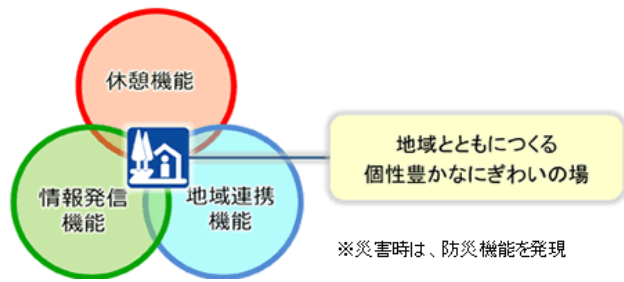 休憩機能
情報発信
機能
地域連携
機能
地域とともにつくる
個性豊かなにぎわいの場
※災害時は、防災機能を発現